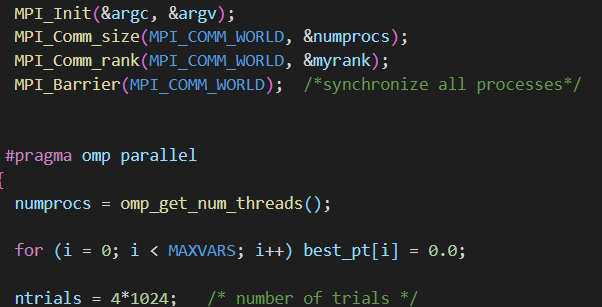 MPI_Init(&argc, &argv);
MPI_Comm_size(MPI_COMM_WORLD, &numprocs);
MPI_Comm_rank(MPI_COMM_WORLD, &myrank);
MPI_Barrier(MPI_COMM_WORLD);  /*synchronize all processes*/
#pragma omp parallel
{
numprocs = omp_get_num_threads();
for (i = 0; i < MAXVARS; i++) best_pt[i] = 0.0;
ntrials = 4*1024;   /* number of trials */